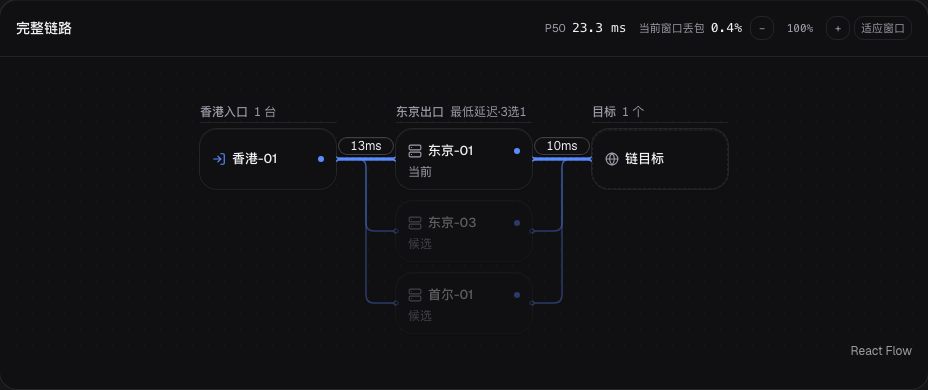 完整链路
P50 23.3 ms 当前窗口丢包 0.4% − 100% + 适应窗口
香港入口 1 台
东京出口 最低延迟·3选1
目标 1 个
香港-01
13ms
东京-01
当前
10ms
链目标
东京-03
候选
首尔-01
候选
React Flow